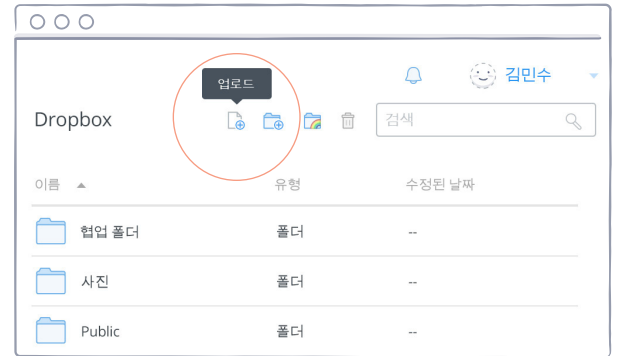 업로드
김민수
Dropbox
검색
이름 유형 수정된 날짜
협업 폴더 폴더 --
사진 폴더 --
Public 폴더 --